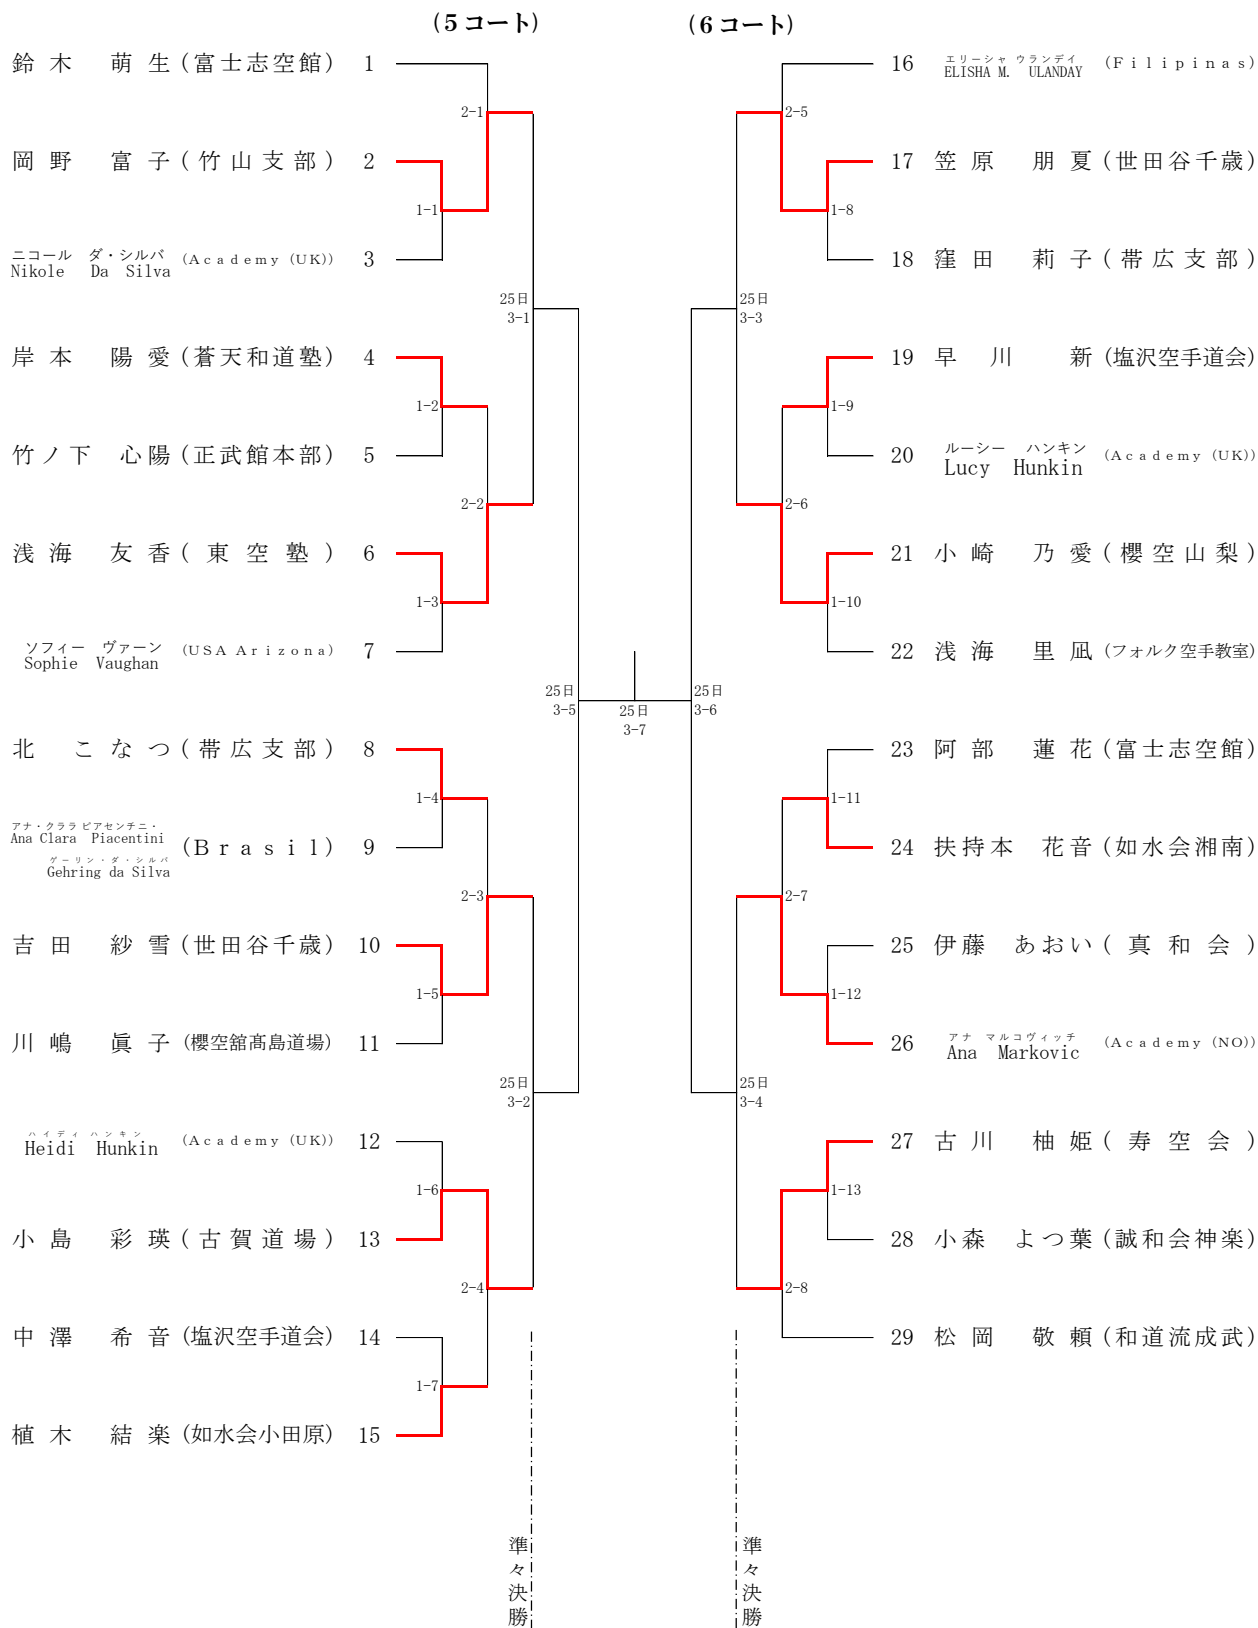 (5コート)
鈴木 萌生 (富士志空館) 1
2-1
岡野 富子 (竹山支部) 2
1-1
ニコール ダ・シルバ
Nikole Da Silva (Academy (UK)) 3
25日
3-1
岸本 陽愛 (蒼天和道塾) 4
1-2
竹ノ下 心陽 (正武館本部) 5
2-2
浅海 友香 (東空塾) 6
1-3
ソフィー ヴァーン
Sophie Vaughan (USA Arizona) 7
25日
3-5
北 こなつ (帯広支部) 8
1-4
アナ・クララ ピアセンチニ・
Ana Clara Piacentini
ゲーリン・ダ・シルバ
Gehring da Silva
(Brasil) 9
2-3
吉田 紗雪 (世田谷千歳) 10
1-5
川嶋 眞子 (櫻空舘髙島道場) 11
25日
3-2
ハイディ ハンキン
Heidi Hunkin (Academy (UK)) 12
1-6
小島 彩瑛 (古賀道場) 13
2-4
中澤 希音 (塩沢空手道会) 14
1-7
植木 結楽 (如水会小田原) 15
準々決勝
25日
3-7
(6コート)
16 エリーシャ ウランデイ
ELISHA M. ULANDAY (Filipinas)
2-5
17 笠原 朋夏 (世田谷千歳)
1-8
18 窪田 莉子 (帯広支部)
25日
3-3
19 早川 新 (塩沢空手道会)
1-9
20 ルーシー ハンキン
Lucy Hunkin (Academy (UK))
2-6
21 小崎 乃愛 (櫻空山梨)
1-10
22 浅海 里凪 (フォルク空手教室)
25日
3-6
23 阿部 蓮花 (富士志空館)
1-11
24 扶持本 花音 (如水会湘南)
2-7
25 伊藤 あおい (真和会)
1-12
26 アナ マルコヴィッチ
Ana Markovic (Academy (NO))
25日
3-4
27 古川 柚姫 (寿空会)
1-13
28 小森 よつ葉 (誠和会神楽)
2-8
29 松岡 敬頼 (和道流成武)
準々決勝